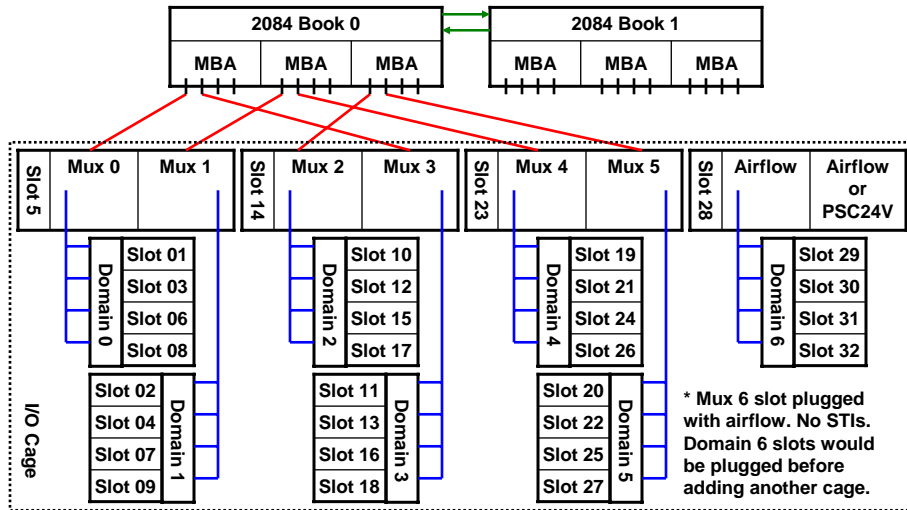 2084 Book 0
2084 Book 1
MBA
MBA
MBA
MBA
MBA
MBA
Slot 5
Mux 0
Mux 1
Slot 14
Mux 2
Mux 3
Slot 23
Mux 4
Mux 5
Slot 28
Airflow
Airflow
or
PSC24V
Domain 0
Slot 01
Slot 03
Slot 06
Slot 08
Domain 2
Slot 10
Slot 12
Slot 15
Slot 17
Domain 4
Slot 19
Slot 21
Slot 24
Slot 26
Domain 6
Slot 29
Slot 30
Slot 31
Slot 32
I/O Cage
Slot 02
Slot 04
Slot 07
Slot 09
Domain 1
Slot 11
Slot 13
Slot 16
Slot 18
Domain 3
Slot 20
Slot 22
Slot 25
Slot 27
Domain 5
* Mux 6 slot plugged
with airflow. No STIs.
Domain 6 slots would
be plugged before
adding another cage.